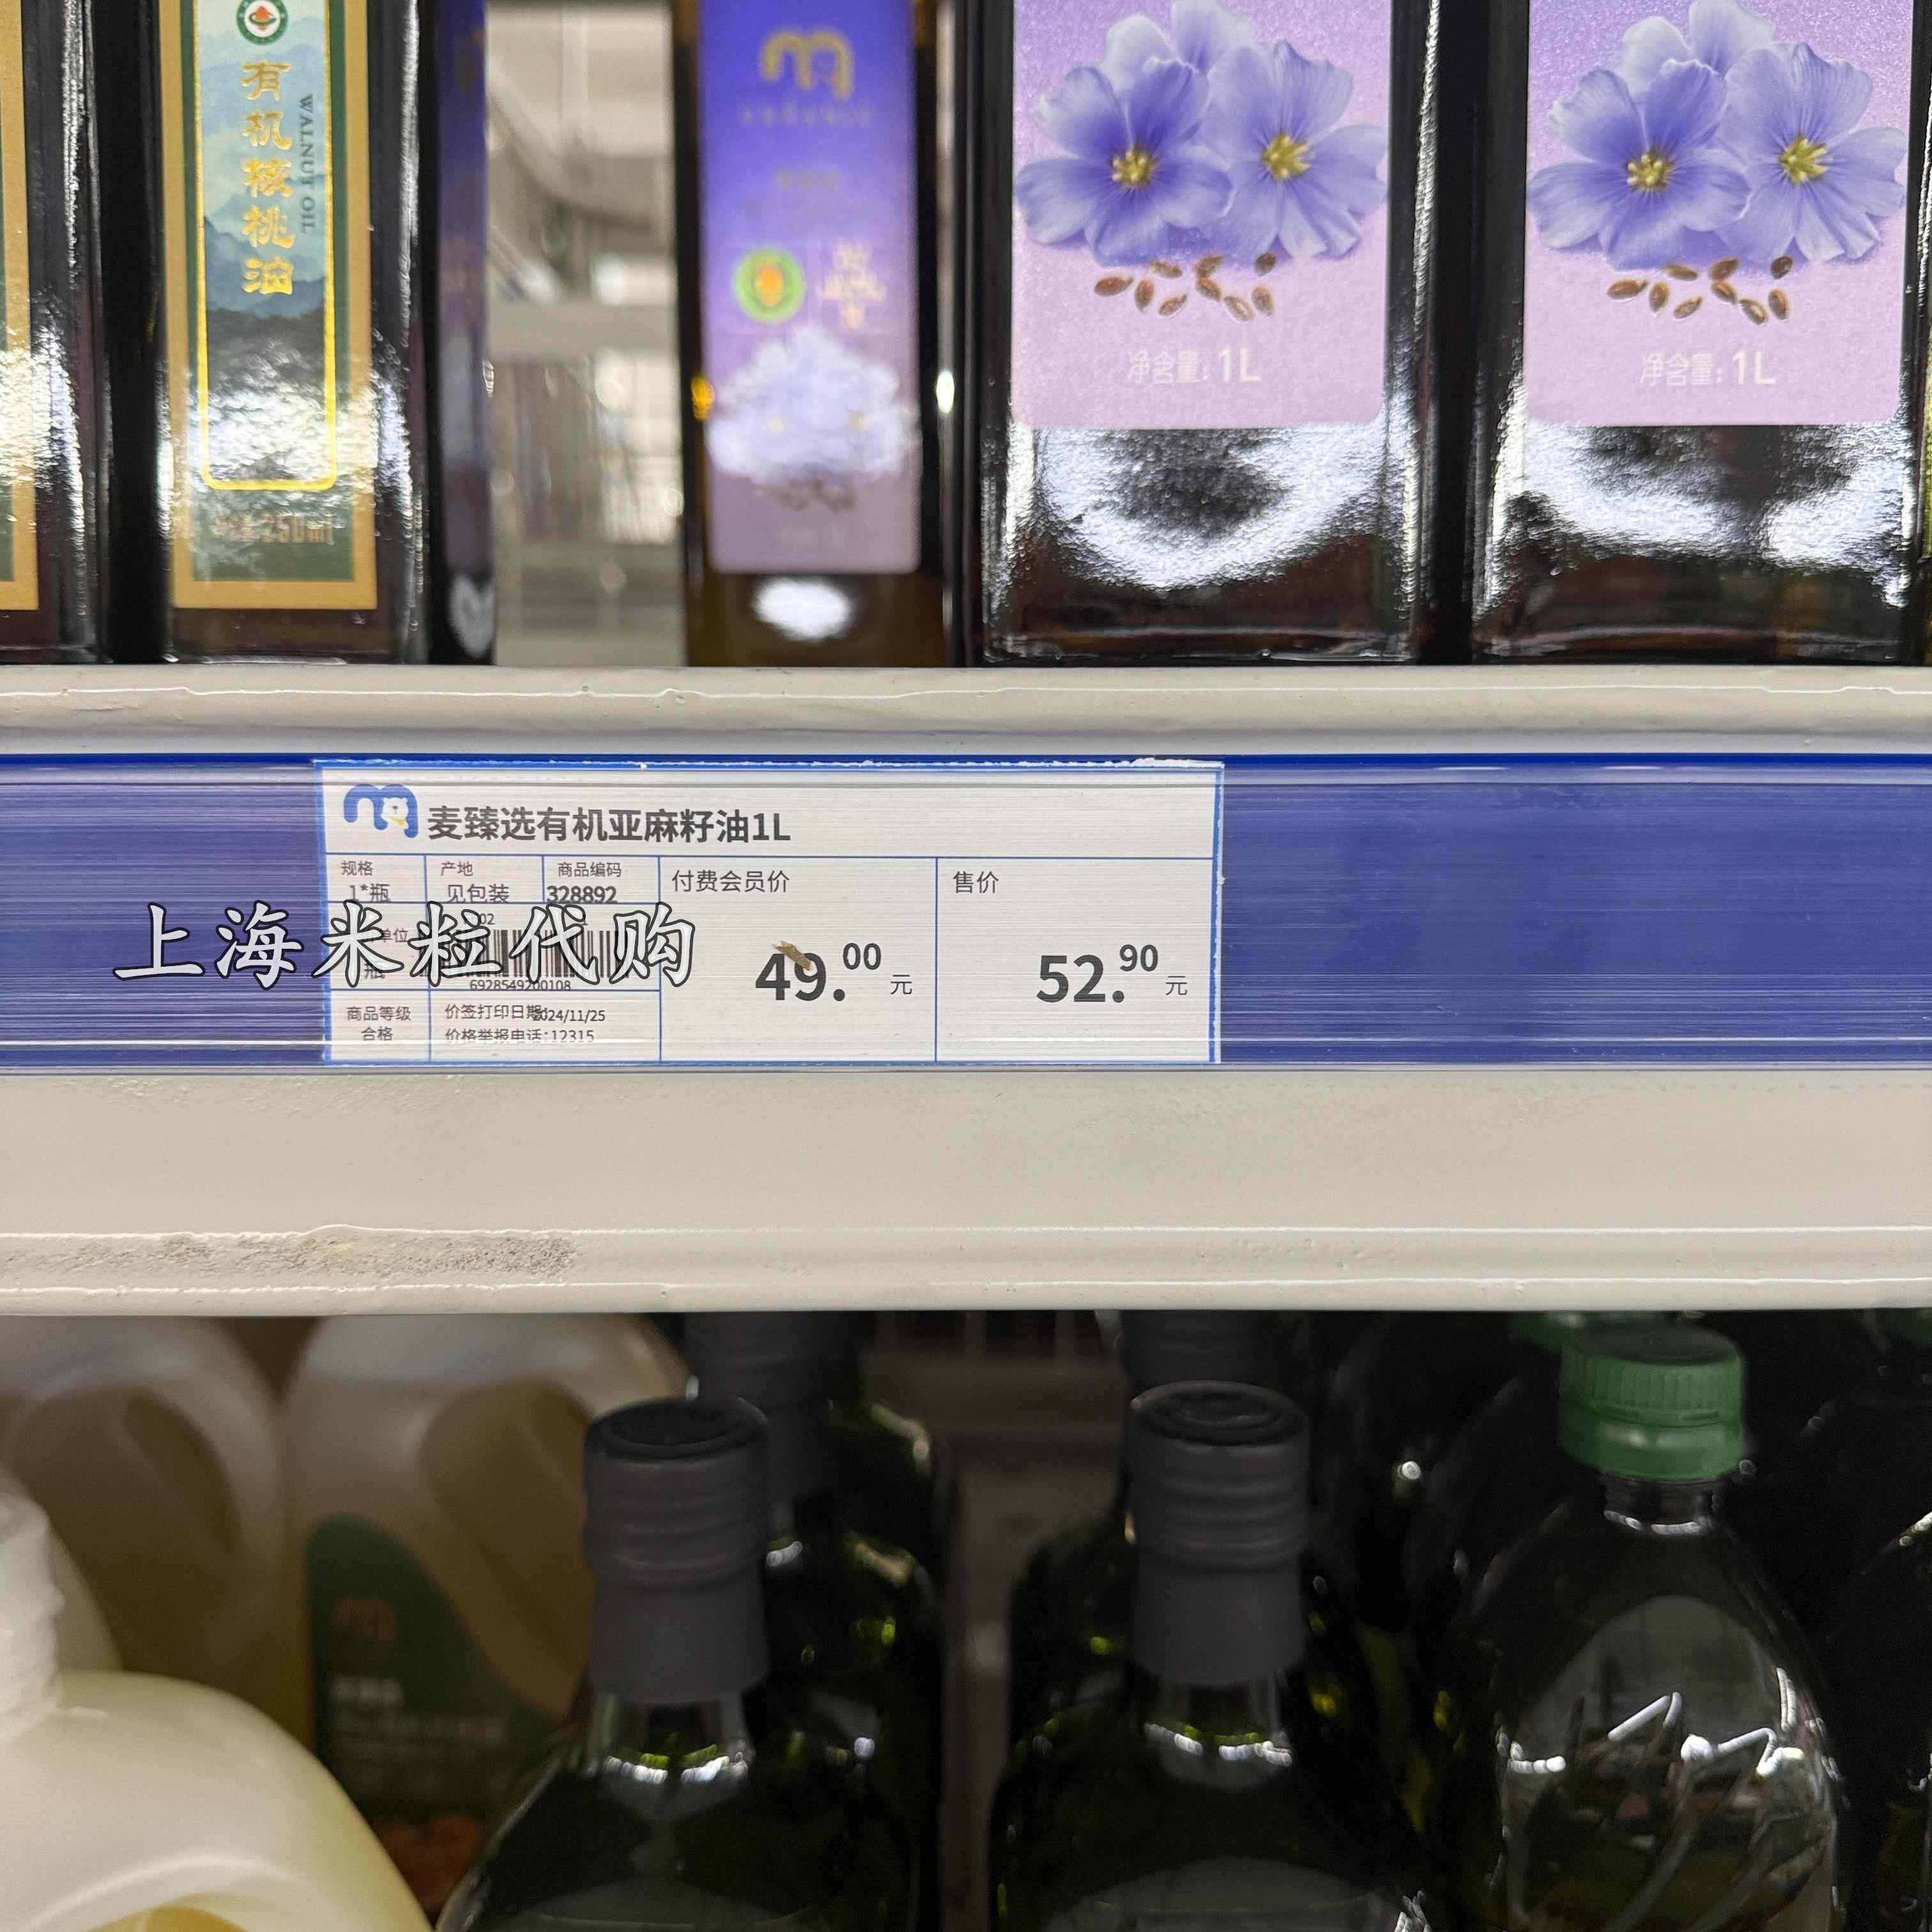 有机核桃油
WALNUT OIL
250ml
净含量:1L
净含量:1L
麦臻选有机亚麻籽油1L
规格
1*瓶
产地
见包装
商品编码
328892
付费会员价
49.00元
售价
52.90元
上海米粒代购
6928549200108
商品等级
合格
价签打印日期:2024/11/25
价格举报电话:12315